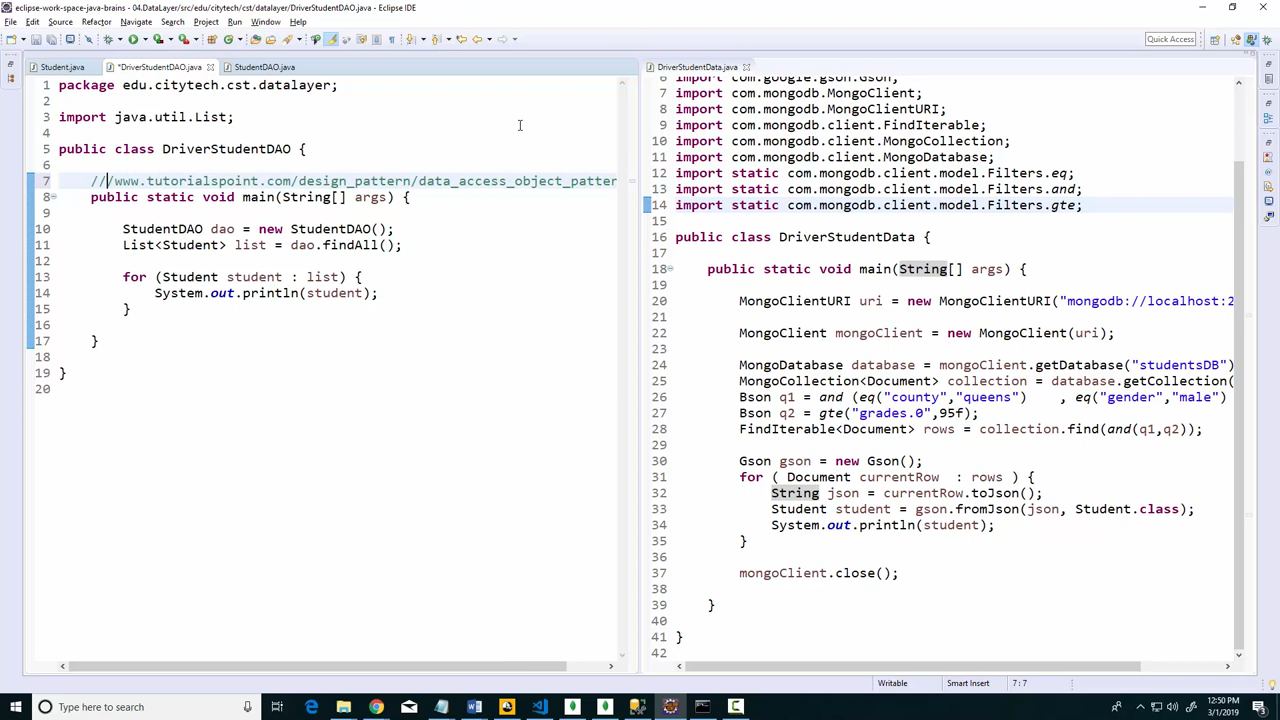 eclipse-work-space-java-brains - 04.DataLayer/src/edu/citytech/cst/datalayer/DriverStudentDAO.java - Eclipse IDE
File Edit Source Refactor Navigate Search Project Run Window Help
Quick Access
Student.java *DriverStudentDAO.java StudentDAO.java
1 package edu.citytech.cst.datalayer;
2
3 import java.util.List;
4
5 public class DriverStudentDAO {
6
7 ///www.tutorialspoint.com/design_pattern/data_access_object_patter
8 public static void main(String[] args) {
9
10 StudentDAO dao = new StudentDAO();
11 List<Student> list = dao.findAll();
12
13 for (Student student : list) {
14 System.out.println(student);
15 }
16
17 }
18
19 }
20
DriverStudentData.java
6 import com.google.gson.Gson;
7 import com.mongodb.MongoClient;
8 import com.mongodb.MongoClientURI;
9 import com.mongodb.client.FindIterable;
10 import com.mongodb.client.MongoCollection;
11 import com.mongodb.client.MongoDatabase;
12 import static com.mongodb.client.model.Filters.eq;
13 import static com.mongodb.client.model.Filters.and;
14 import static com.mongodb.client.model.Filters.gte;
15
16 public class DriverStudentData {
17
18 public static void main(String[] args) {
19
20 MongoClientURI uri = new MongoClientURI("mongodb://localhost:2
21
22 MongoClient mongoClient = new MongoClient(uri);
23
24 MongoDatabase database = mongoClient.getDatabase("studentsDB")
25 MongoCollection<Document> collection = database.getCollection(
26 Bson q1 = and (eq("county","queens") , eq("gender","male")
27 Bson q2 = gte("grades.0",95f);
28 FindIterable<Document> rows = collection.find(and(q1,q2));
29
30 Gson gson = new Gson();
31 for ( Document currentRow : rows ) {
32 String json = currentRow.toJson();
33 Student student = gson.fromJson(json, Student.class);
34 System.out.println(student);
35 }
36
37 mongoClient.close();
38
39 }
40
41 }
42
Writable Smart Insert 7 : 7
Type here to search
12:50 PM
3/1/2019